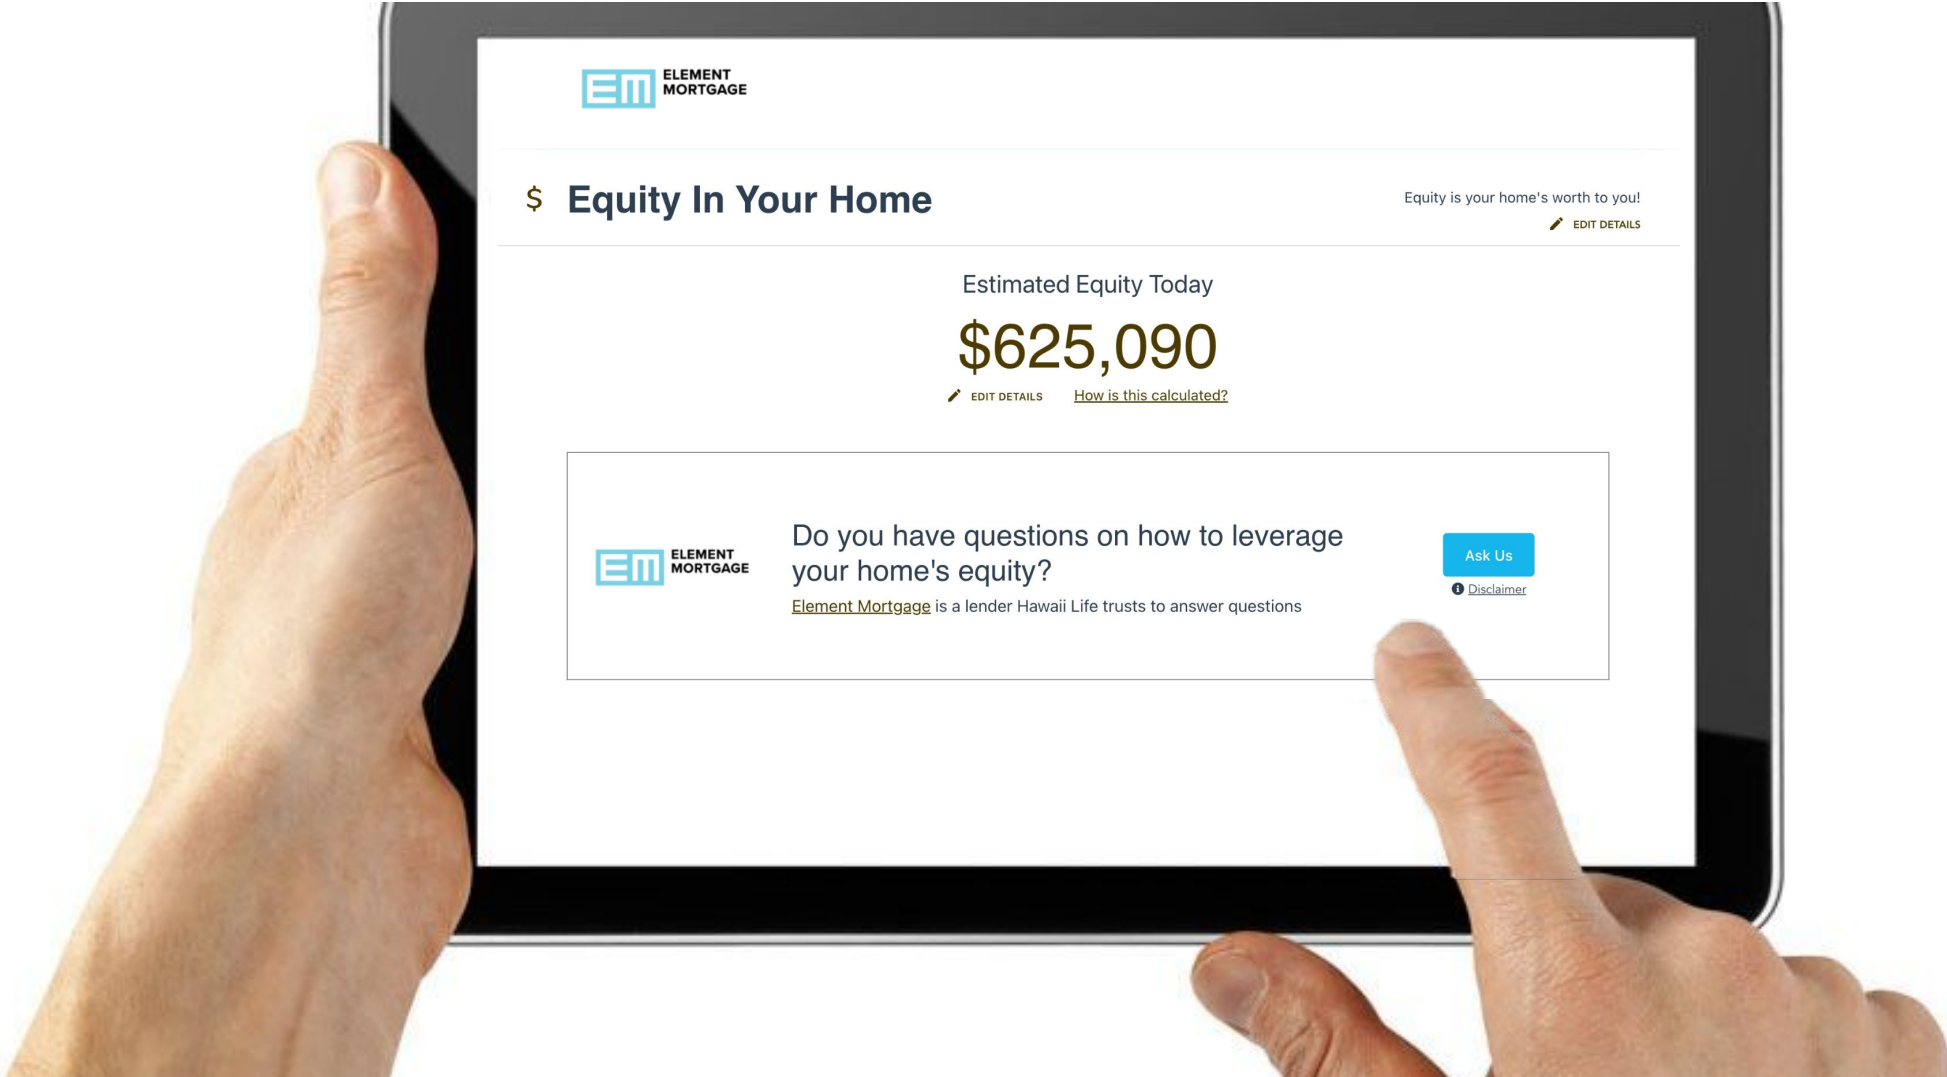 EM ELEMENT
MORTGAGE
$ Equity In Your Home
Equity is your home's worth to you!
EDIT DETAILS
Estimated Equity Today
$625,090
EDIT DETAILS How is this calculated?
EM ELEMENT
MORTGAGE
Do you have questions on how to leverage
your home's equity?
Element Mortgage is a lender Hawaii Life trusts to answer questions
Ask Us
Disclaimer